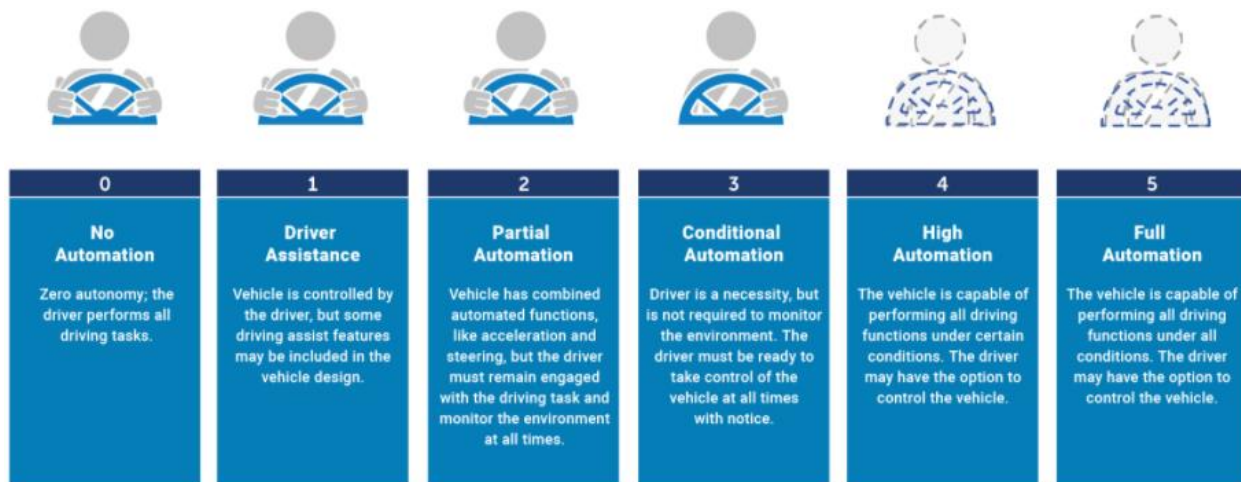 0
No
Automation
Zero autonomy; the
driver performs all
driving tasks.
1
Driver
Assistance
Vehicle is controlled by
the driver, but some
driving assist features
may be included in the
vehicle design.
2
Partial
Automation
Vehicle has combined
automated functions,
like acceleration and
steering, but the driver
must remain engaged
with the driving task and
monitor the environment
at all times.
3
Conditional
Automation
Driver is a necessity, but
is not required to monitor
the environment. The
driver must be ready to
take control of the
vehicle at all times
with notice.
4
High
Automation
The vehicle is capable of
performing all driving
functions under certain
conditions. The driver
may have the option to
control the vehicle.
5
Full
Automation
The vehicle is capable of
performing all driving
functions under all
conditions. The driver
may have the option to
control the vehicle.